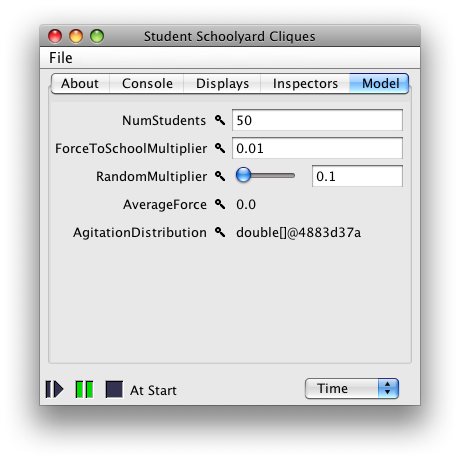 Student Schoolyard Cliques
File
About Console Displays Inspectors Model
NumStudents 50
ForceToSchoolMultiplier 0.01
RandomMultiplier 0.1
AverageForce 0.0
AgitationDistribution double[]@4883d37a
At Start Time